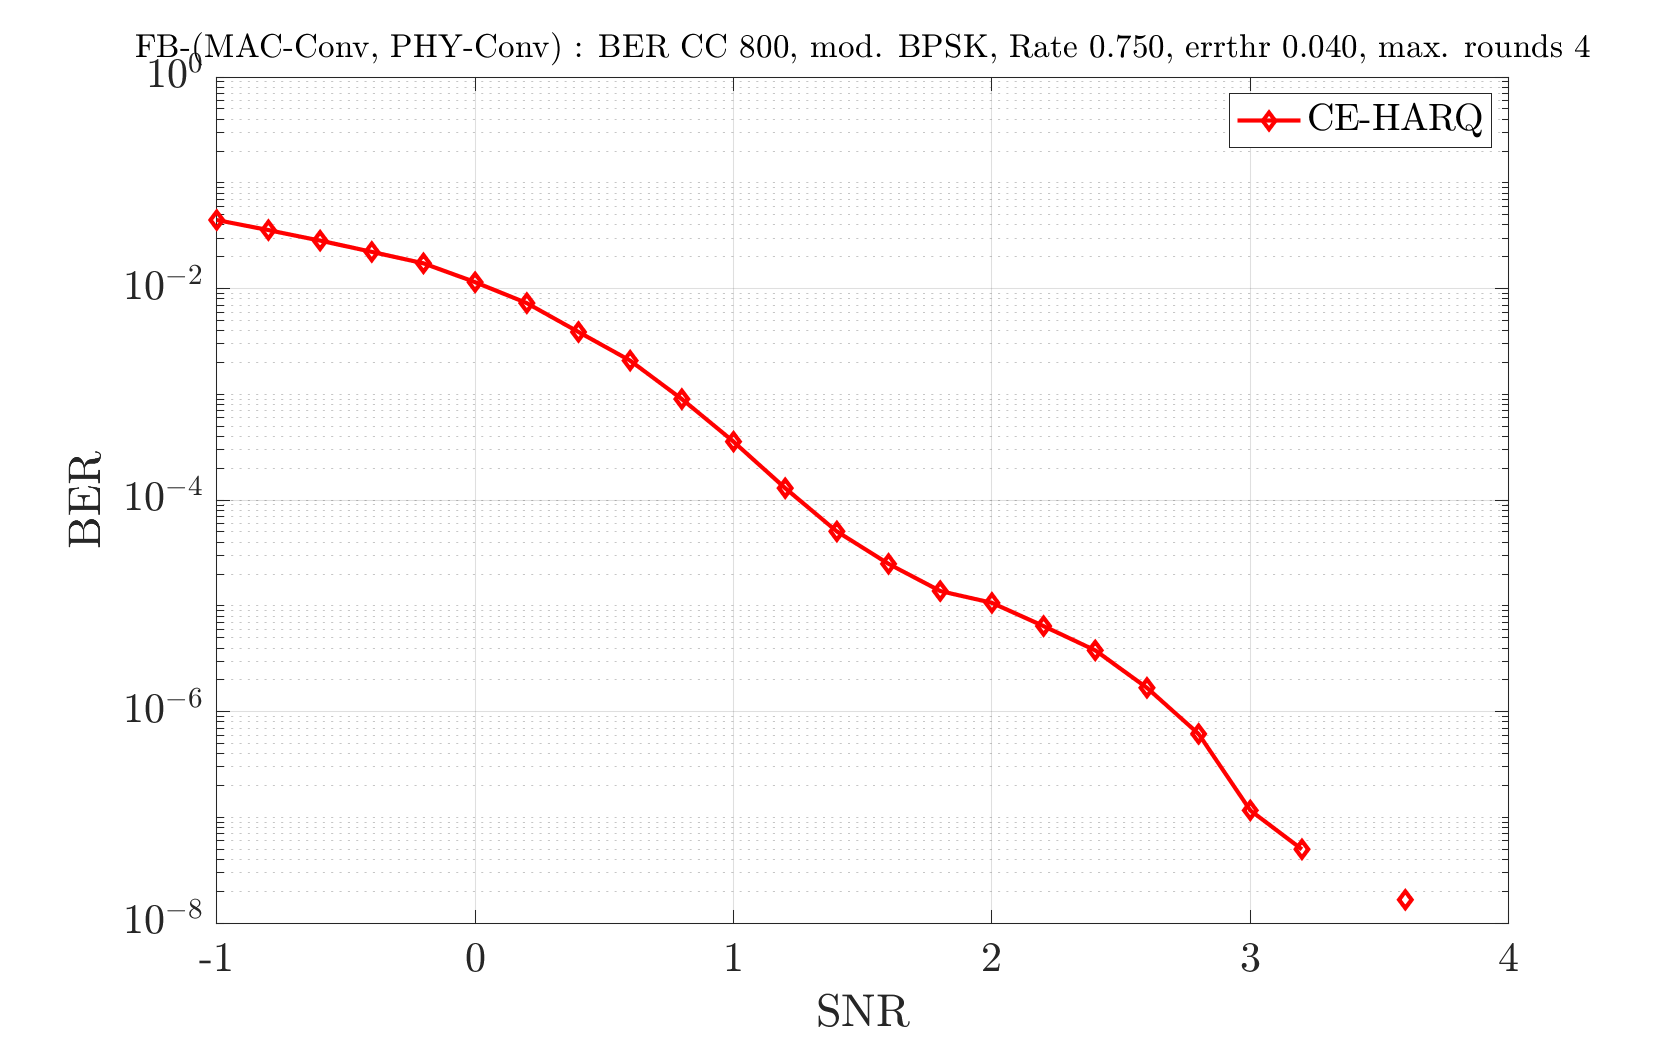 FB-(MAC-Conv, PHY-Conv) : BER CC 800, mod. BPSK, Rate 0.750, errthr 0.040, max. rounds 4
CE-HARQ
10^0
10^−2
10^−4
10^−6
10^−8
BER
-1 0 1 2 3 4
SNR